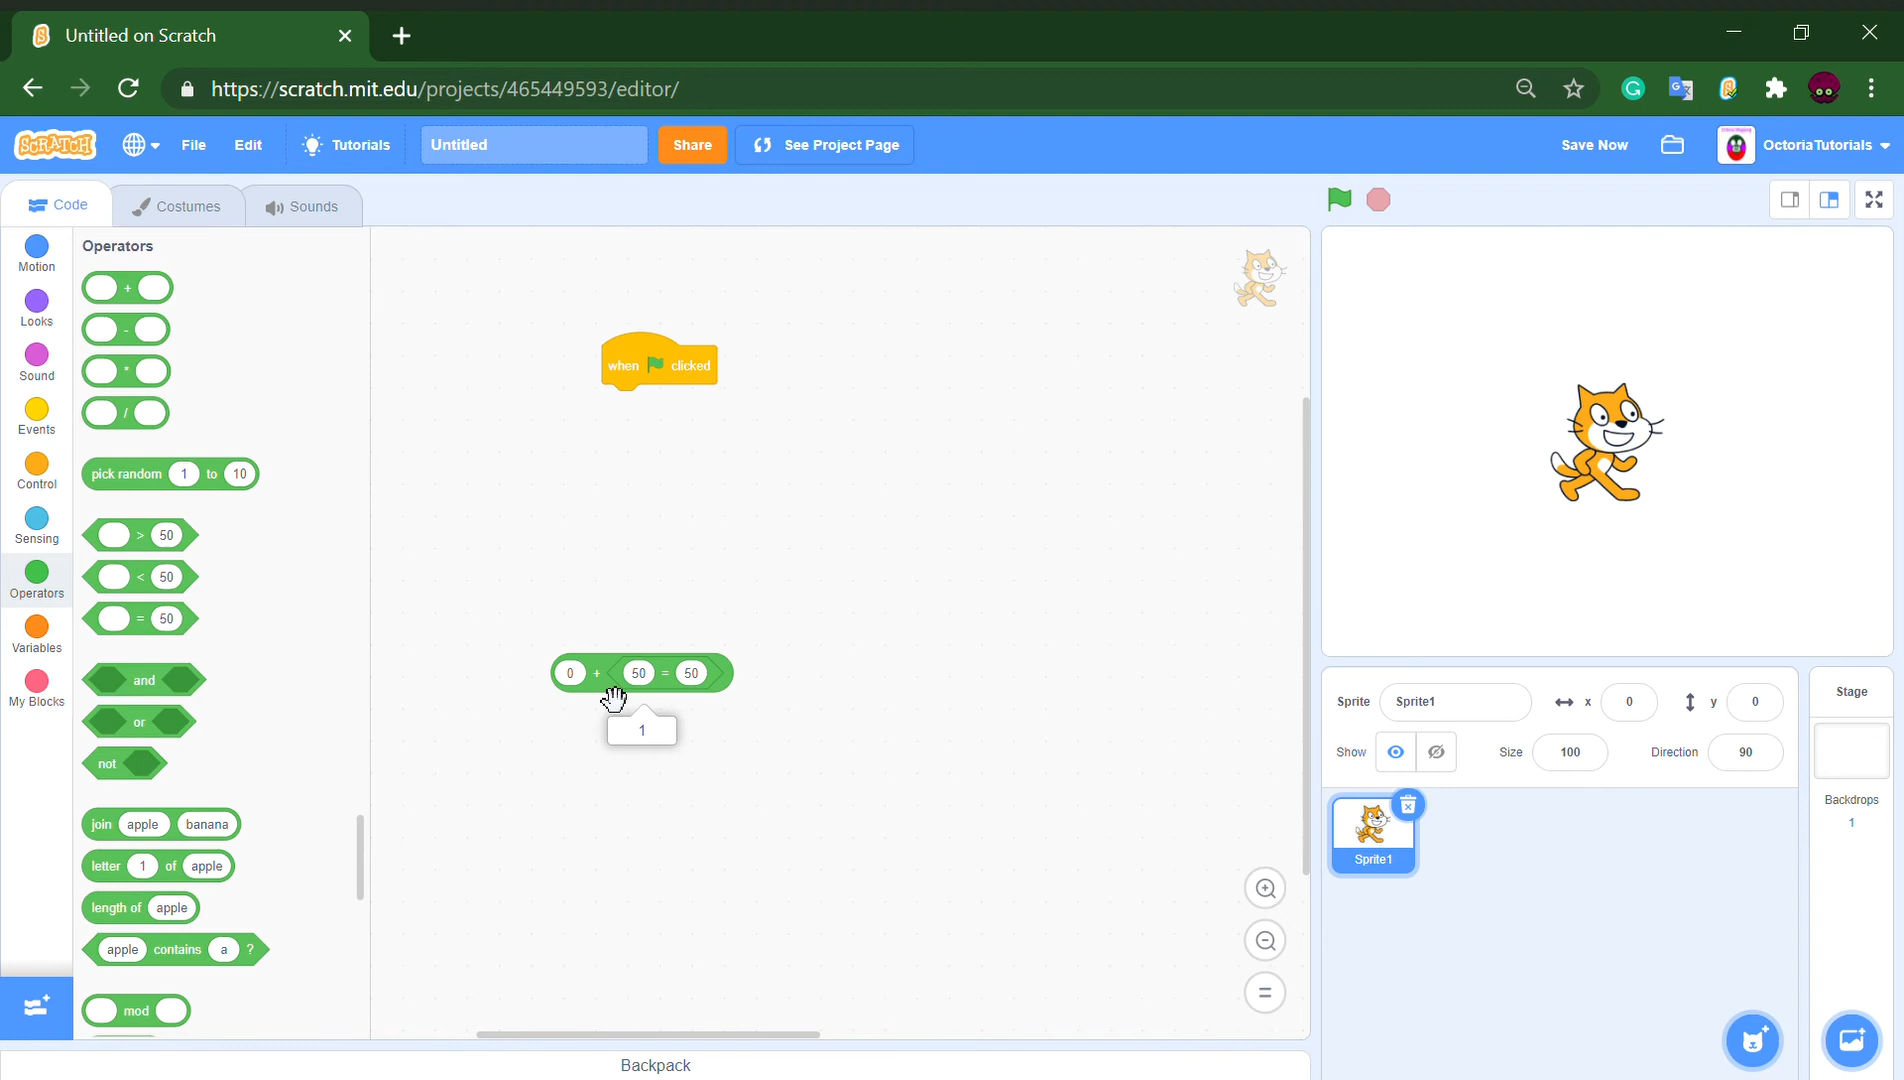 Untitled on Scratch
https://scratch.mit.edu/projects/465449593/editor/
SCRATCH File Edit Tutorials Untitled Share See Project Page Save Now OctoriaTutorials
Code Costumes Sounds
Motion
Looks
Sound
Events
Control
Sensing
Operators
Variables
My Blocks
Operators
+
-
*
/
pick random 1 to 10
> 50
< 50
= 50
and
or
not
join apple banana
letter 1 of apple
length of apple
apple contains a ?
mod
when clicked
0 + 50 = 50
1
Backpack
Sprite Sprite1 x 0 y 0
Show Size 100 Direction 90
Sprite1
Stage
Backdrops
1